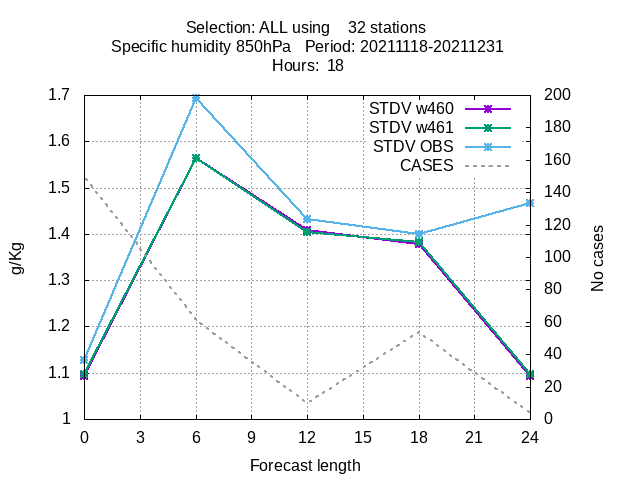 Selection: ALL using    32 stations
Specific humidity 850hPa   Period: 20211118-20211231
Hours:  18
1.7
1.6
1.5
1.4
1.3
1.2
1.1
1
g/Kg
STDV w460
STDV w461
STDV OBS
CASES
200
180
160
140
120
100
80
60
40
20
0
No cases
0 3 6 9 12 15 18 21 24
Forecast length